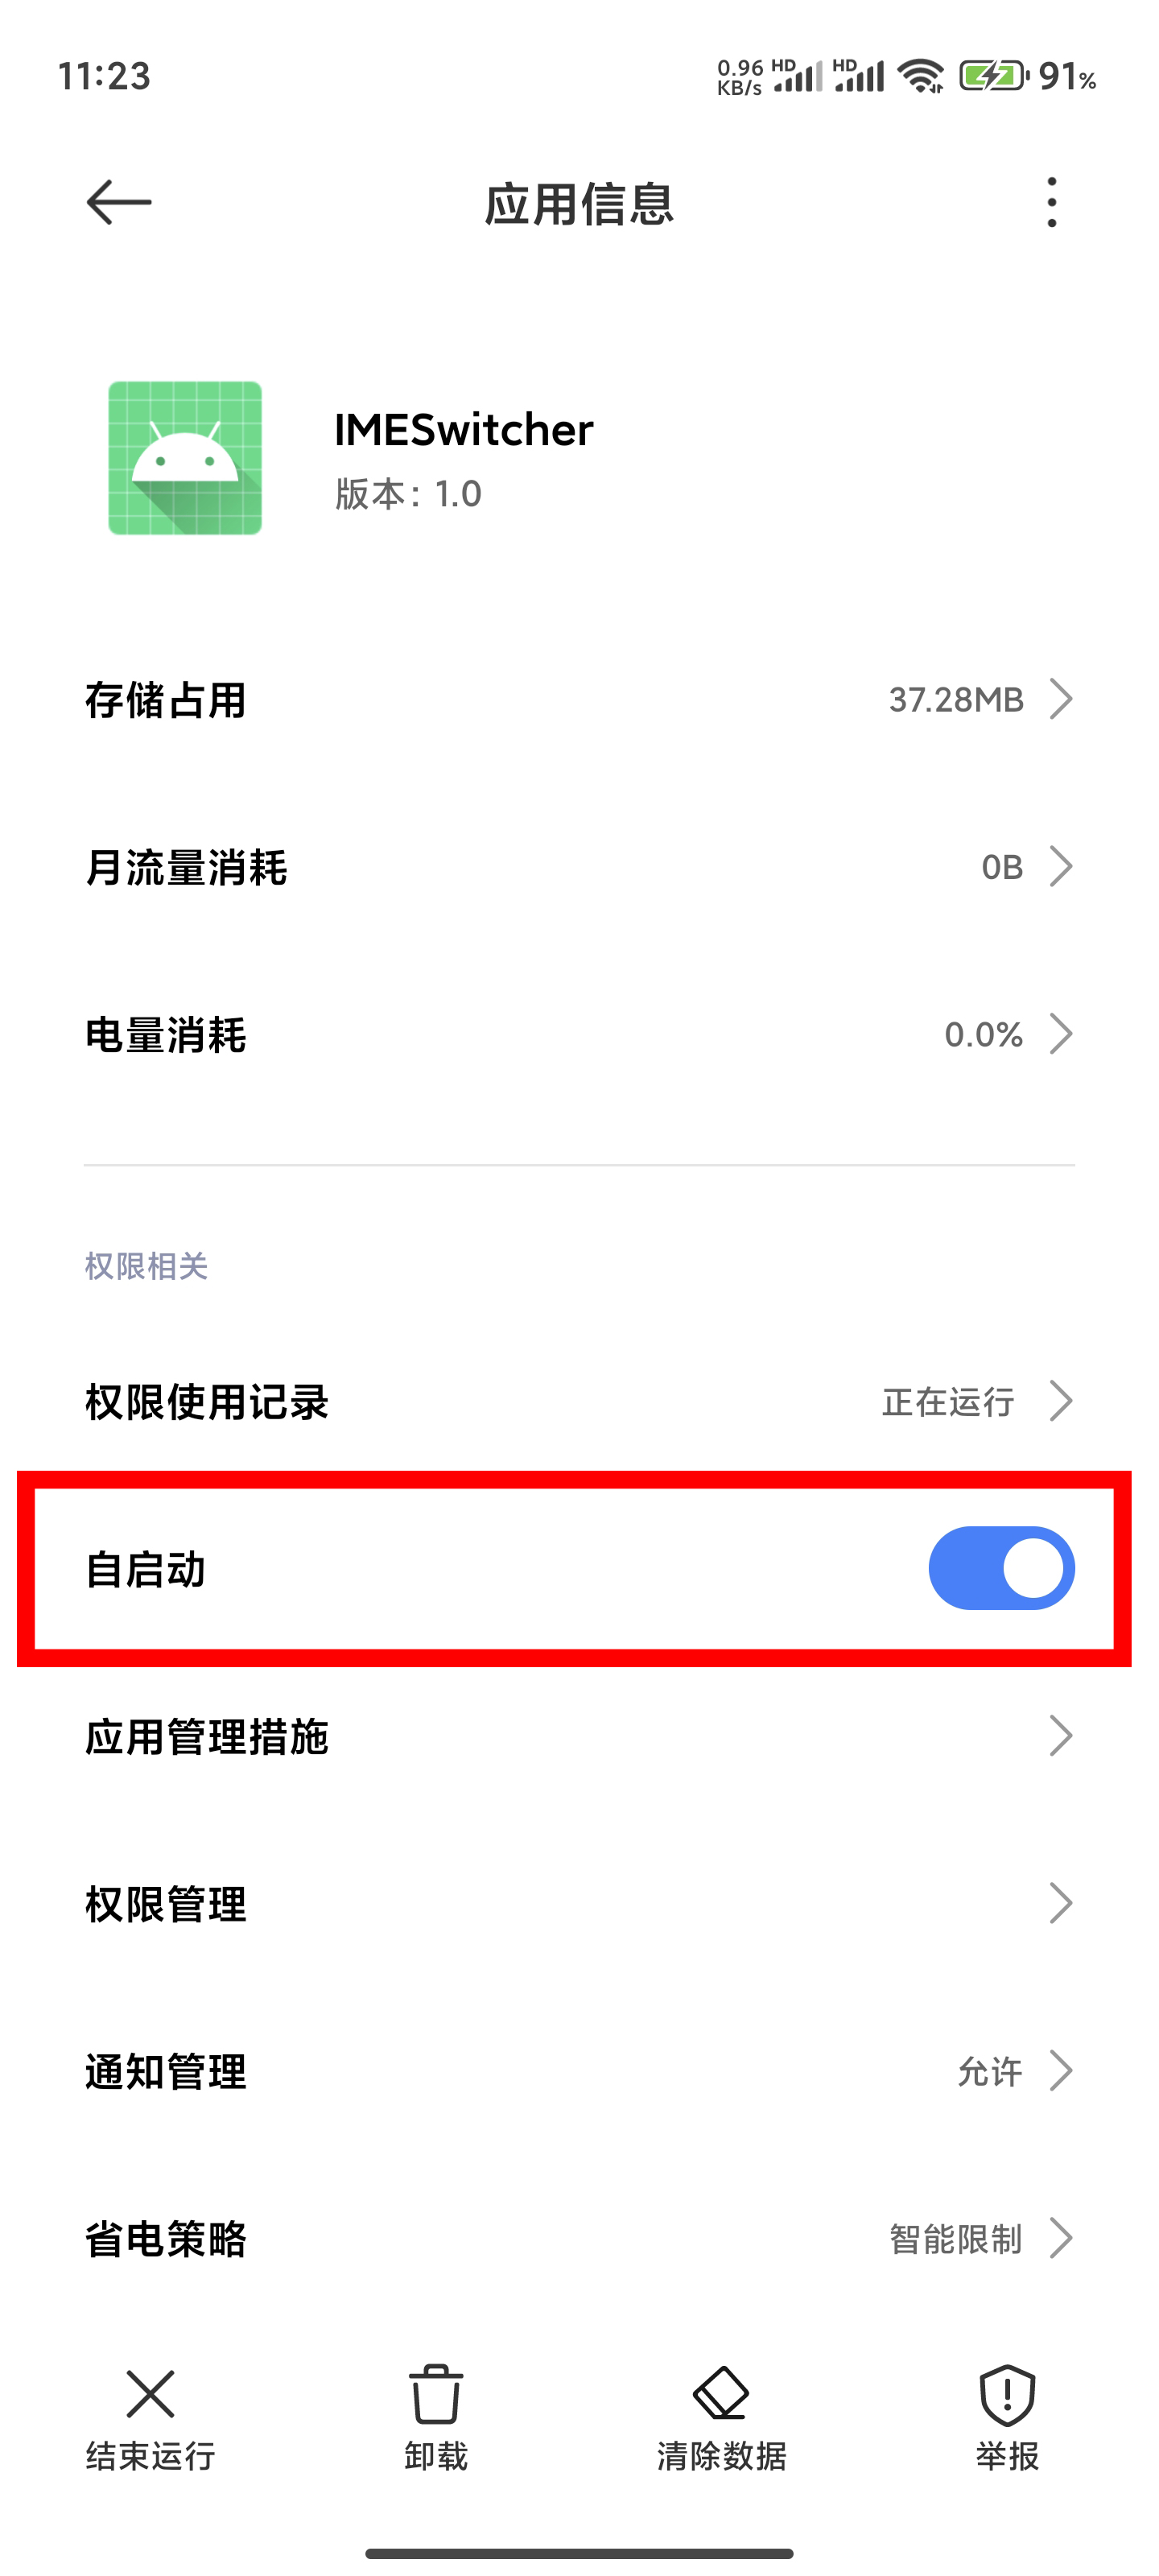 11:23
0.96 KB/s HD HD 91%
应用信息
IMESwitcher
版本：1.0
存储占用 37.28MB
月流量消耗 0B
电量消耗 0.0%
权限相关
权限使用记录 正在运行
自启动
应用管理措施
权限管理
通知管理 允许
省电策略 智能限制
结束运行 卸载 清除数据 举报